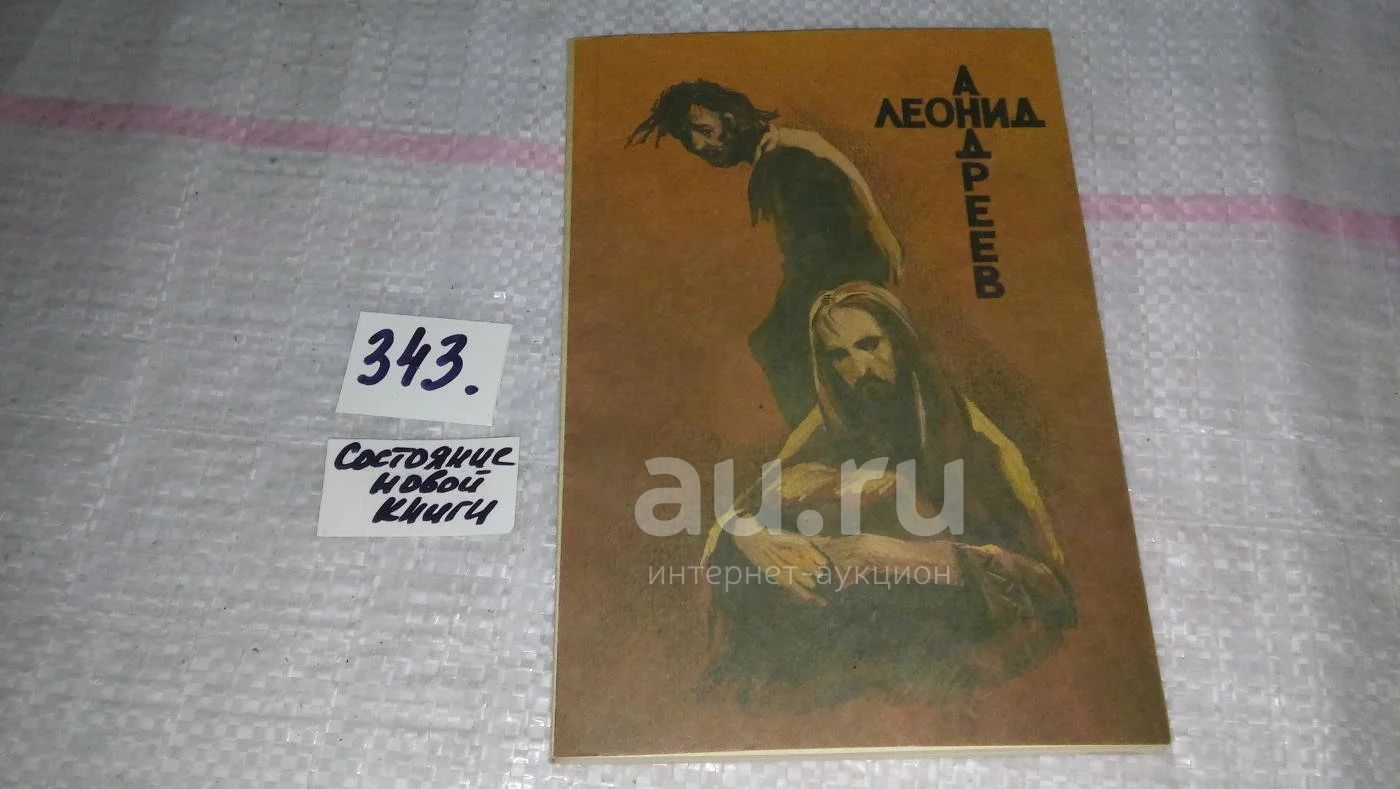 ЛЕОНИД
АНДРЕЕВ
343.
Состояние
новой
книги
au.ru
интернет-аукцион